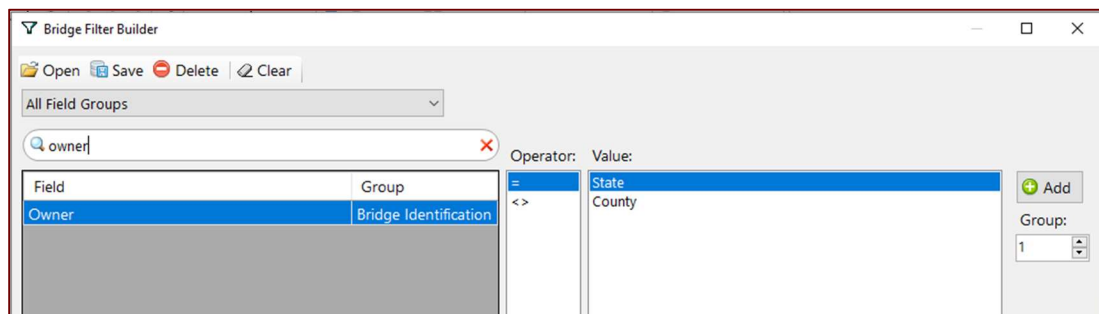 Bridge Filter Builder
Open Save Delete Clear
All Field Groups
owner
Operator: Value:
Field Group
Owner Bridge Identification
=
<>
State
County
Add
Group:
1